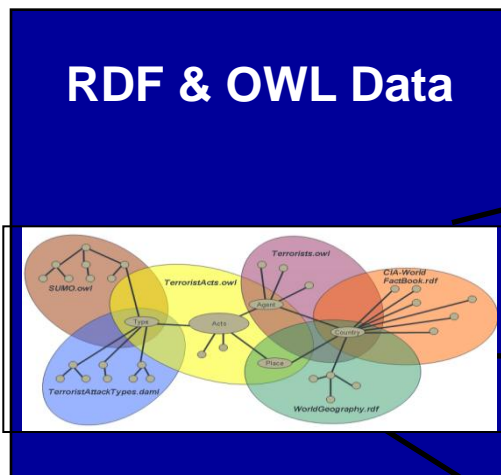 RDF & OWL Data
SUMO.owl
TerroristActs.owl
Terrorists.owl
CIA-World
FactBook.rdf
Agent
Type
Acts
Country
Place
TerroristAttackTypes.daml
WorldGeography.rdf